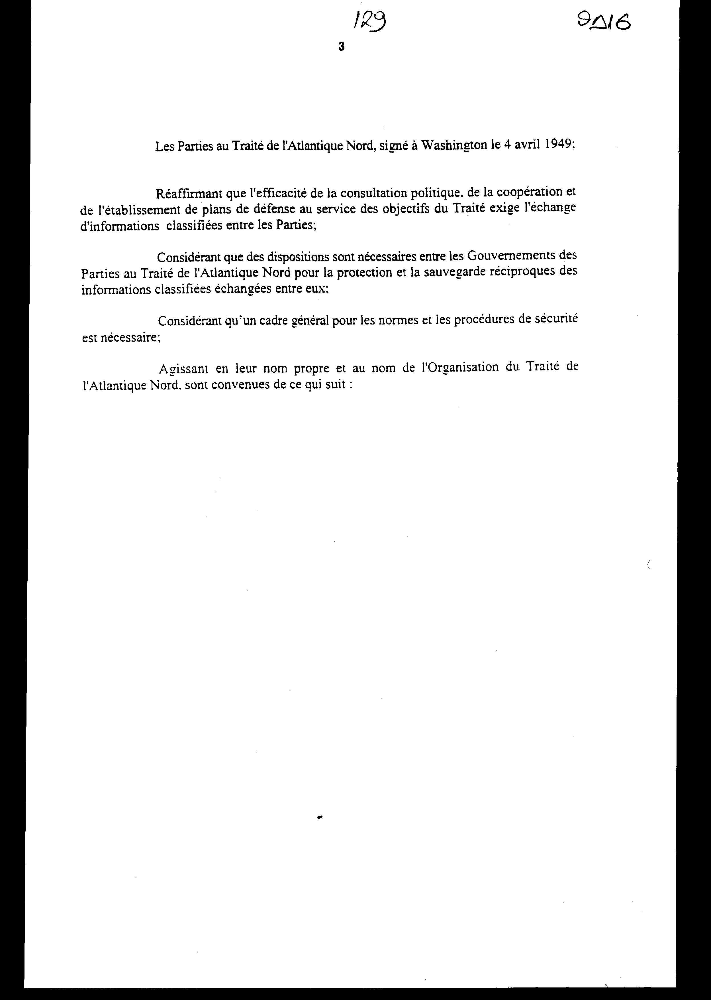 129
3
Les Parties au Traité de l'Atlantique Nord, signé à Washington le 4 avril 1949;
Réaffirmant que l'efficacité de la consultation politique. de la coopération et
de l'établissement de plans de défense au service des objectifs du Traité exige l'échange
d'informations classifiées entre les Parties;
Considérant que des dispositions sont nécessaires entre les Gouvernements des
Parties au Traité de l'Atlantique Nord pour la protection et la sauvegarde réciproques des
informations classifiées échangées entre eux;
Considérant qu'un cadre général pour les normes et les procédures de sécurité
est nécessaire;
Agissant en leur nom propre et au nom de l'Organisation du Traité de
l'Atlantique Nord. sont convenues de ce qui suit :